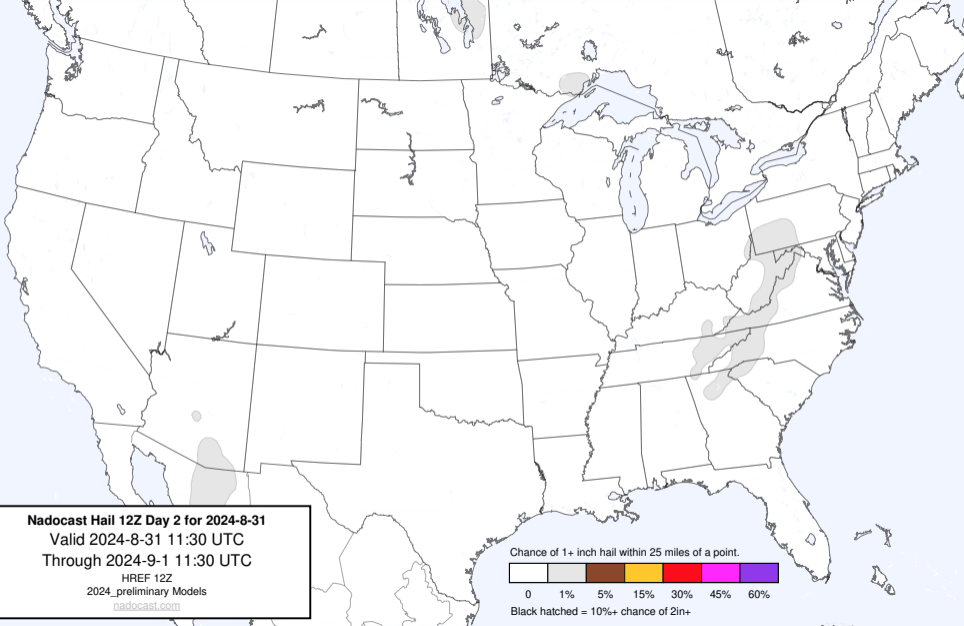 Nadocast Hail 12Z Day 2 for 2024-8-31
Valid 2024-8-31 11:30 UTC
Through 2024-9-1 11:30 UTC
HREF 12Z
2024_preliminary Models
nadocast.com
Chance of 1+ inch hail within 25 miles of a point.
0 1% 5% 15% 30% 45% 60%
Black hatched = 10%+ chance of 2in+